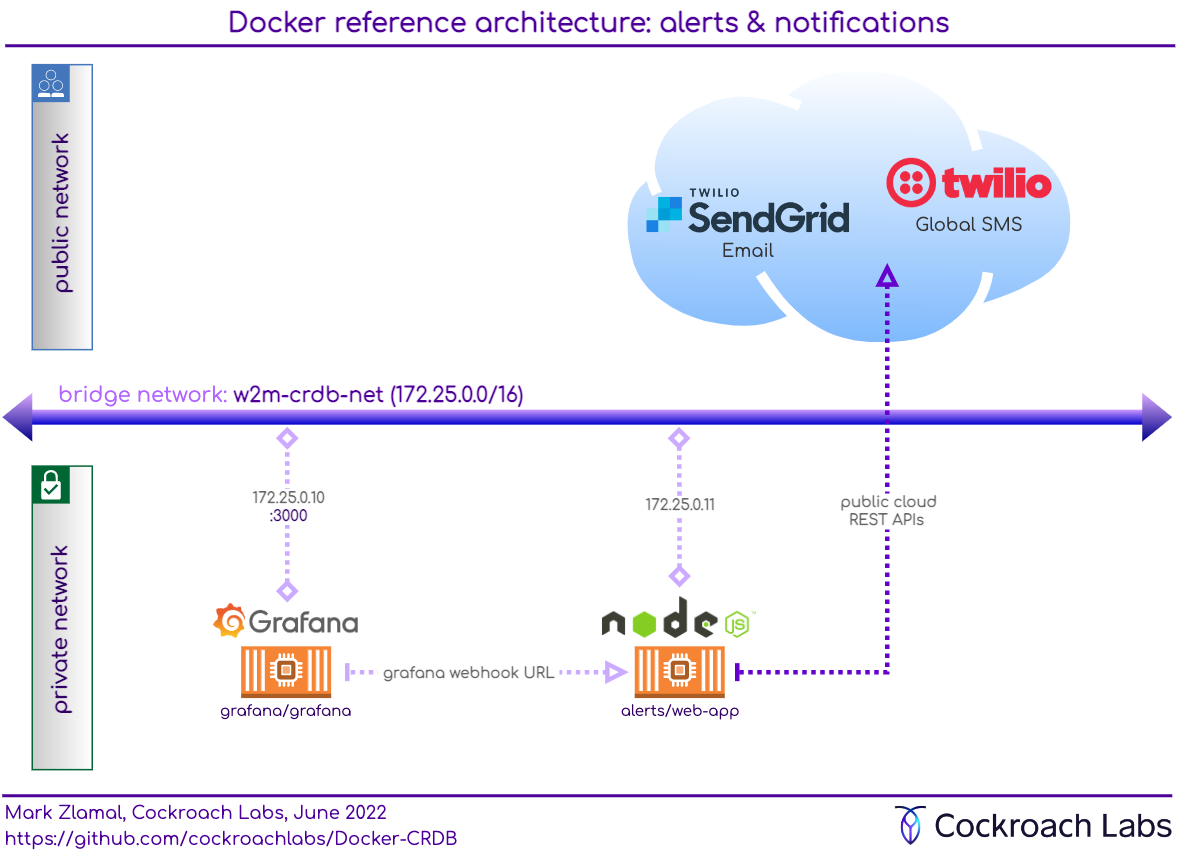 Docker reference architecture: alerts & notifications
public network
TWILIO
SendGrid
Email
twilio
Global SMS
bridge network: w2m-crdb-net (172.25.0.0/16)
private network
172.25.0.10
:3000
172.25.0.11
public cloud
REST APIs
Grafana
node
JS
™
grafana webhook URL
grafana/grafana
alerts/web-app
Mark Zlamal, Cockroach Labs, June 2022
https://github.com/cockroachlabs/Docker-CRDB
Cockroach Labs